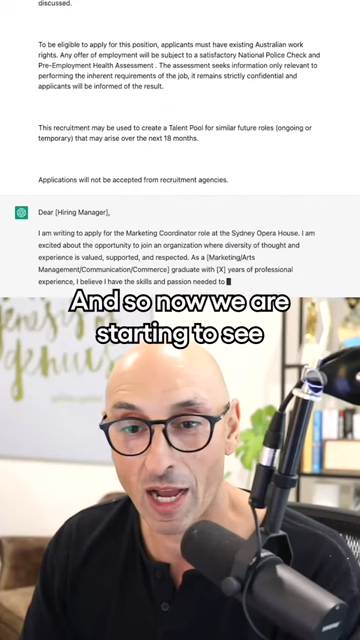 discussed.
To be eligible to apply for this position, applicants must have existing Australian work
rights. Any offer of employment will be subject to a satisfactory National Police Check and
Pre-Employment Health Assessment . The assessment seeks information only relevant to
performing the inherent requirements of the job, it remains strictly confidential and
applicants will be informed of the result.
This recruitment may be used to create a Talent Pool for similar future roles (ongoing or
temporary) that may arise over the next 18 months.
Applications will not be accepted from recruitment agencies.
Dear [Hiring Manager],
I am writing to apply for the Marketing Coordinator role at the Sydney Opera House. I am
excited about the opportunity to join an organization where diversity of thought and
experience is valued, supported, and respected. As a [Marketing/Arts
Management/Communication/Commerce] graduate with [X] years of professional
experience, I believe I have the skills and passion needed to
And so now we are
starting to see
genius